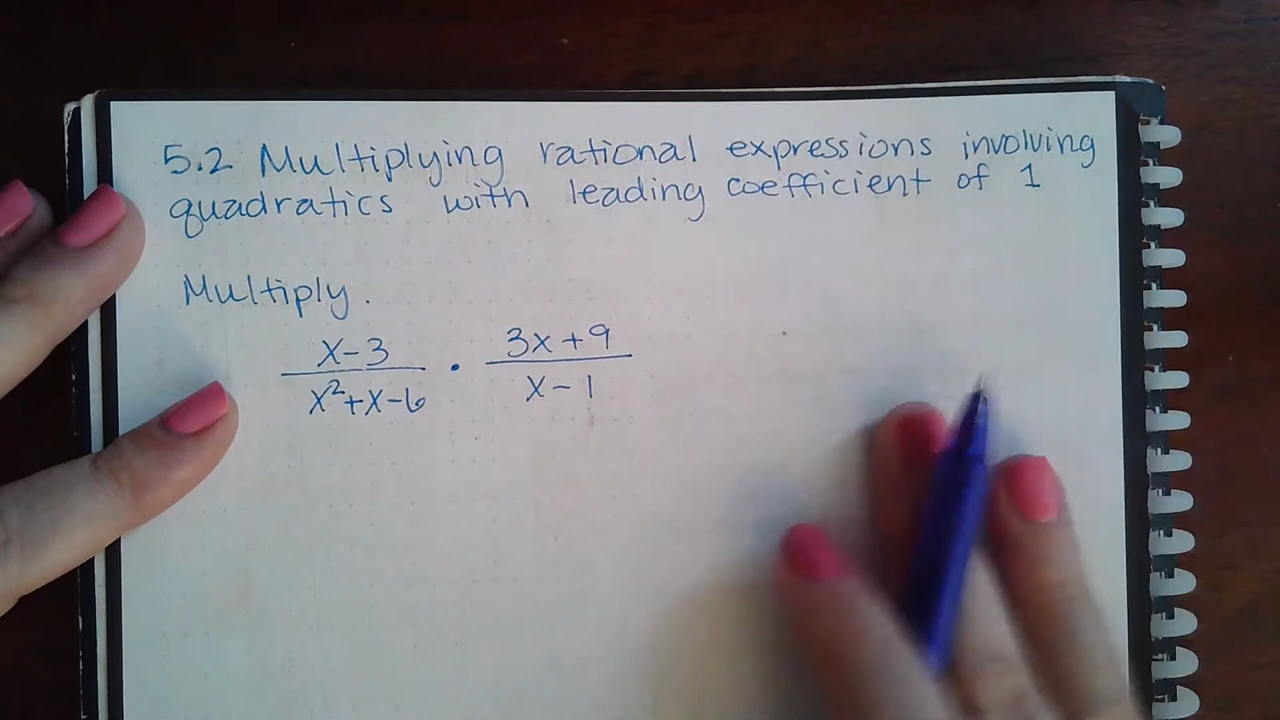 5.2 Multiplying rational expressions involving
quadratics with leading coefficient of 1
Multiply.
x-3 3x+9
——— · ———
x²+x-6 x-1